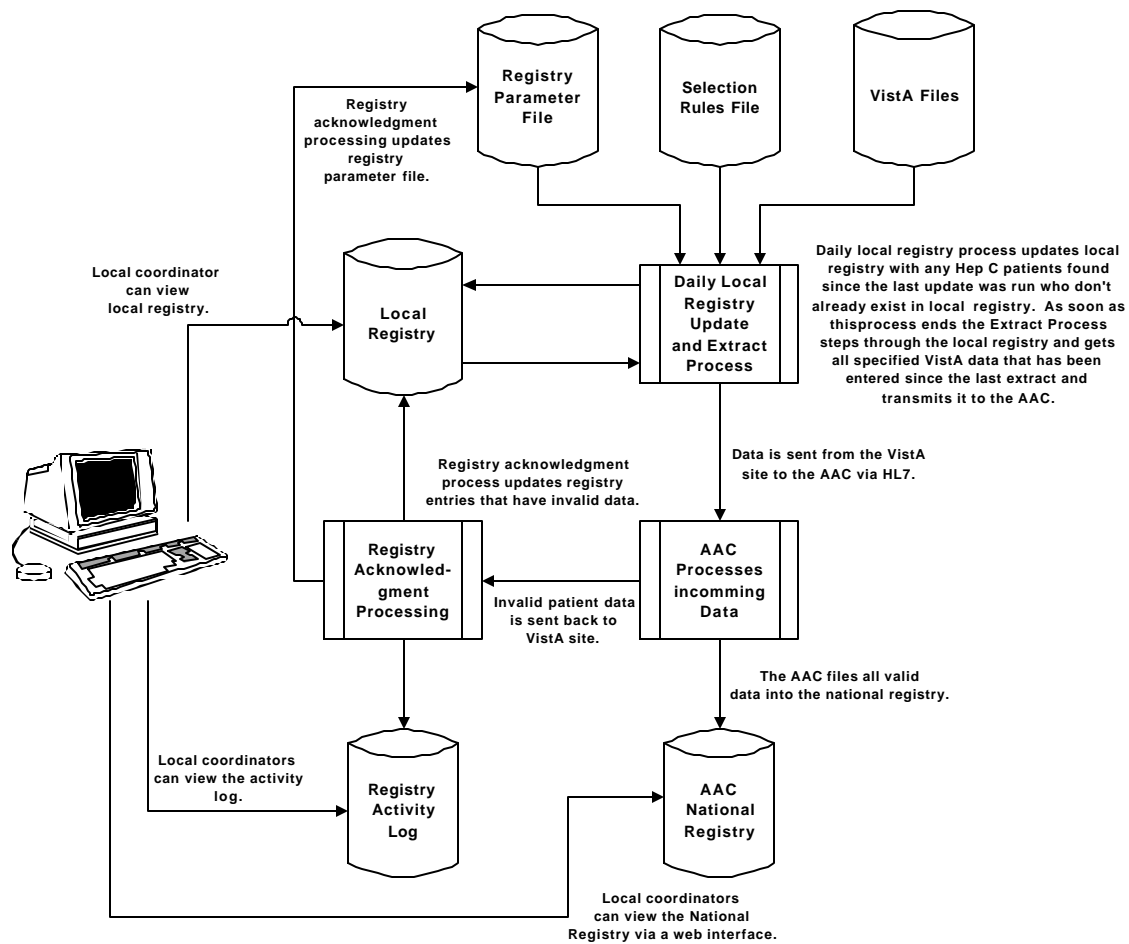 Registry
Parameter
File
Selection
Rules File
VistA Files
Registry
acknowledgment
processing updates
registry
parameter file.
Local coordinator
can view
local registry.
Local
Registry
Daily Local
Registry
Update
and Extract
Process
Daily local registry process updates local
registry with any Hep C patients found
since the last update was run who don't
already exist in local registry. As soon as
thisprocess ends the Extract Process
steps through the local registry and gets
all specified VistA data that has been
entered since the last extract and
transmits it to the AAC.
Registry acknowledgment
process updates registry
entries that have invalid data.
Data is sent from the VistA
site to the AAC via HL7.
Registry
Acknowled-
gment
Processing
Invalid patient data
is sent back to
VistA site.
AAC
Processes
incomming
Data
The AAC files all valid
data into the national registry.
Local coordinators
can view the activity
log.
Registry
Activity
Log
AAC
National
Registry
Local coordinators
can view the National
Registry via a web interface.